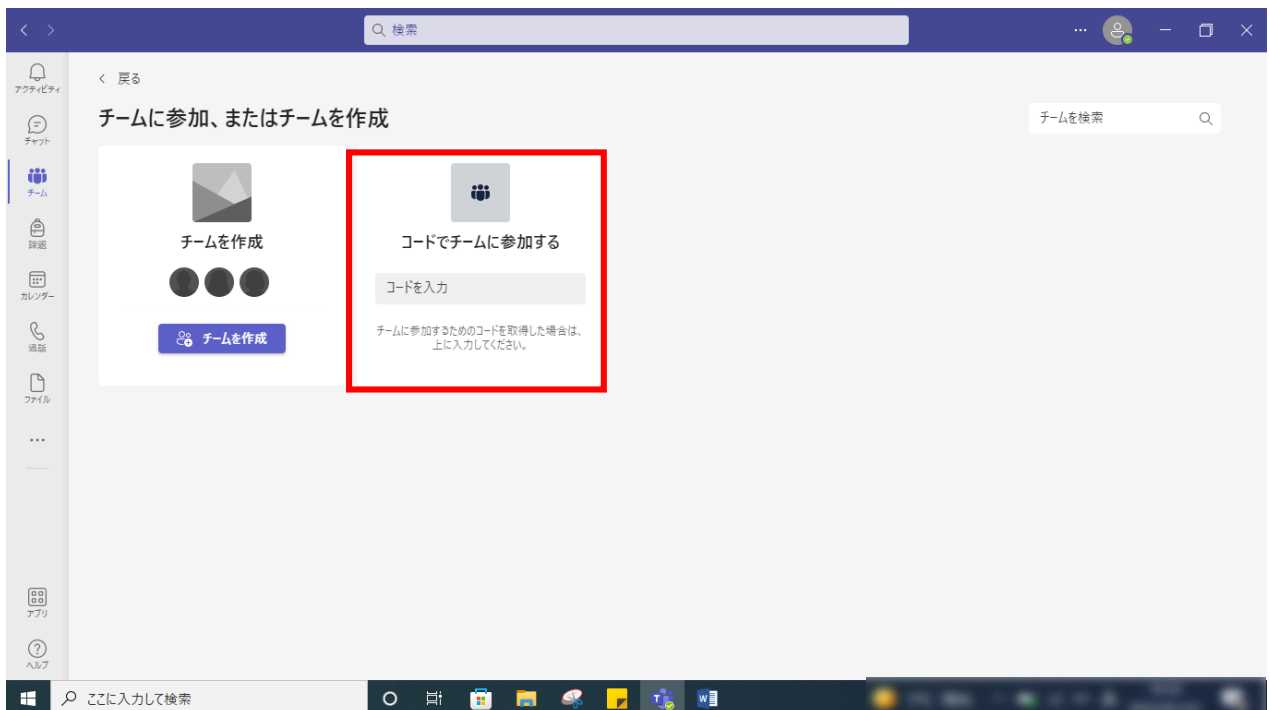 検索
アクティビティ
チャット
チーム
課題
カレンダー
通話
ファイル
アプリ
ヘルプ
戻る
チームに参加、またはチームを作成
チームを検索
チームを作成
チームを作成
コードでチームに参加する
コードを入力
チームに参加するためのコードを取得した場合は、
上に入力してください。
ここに入力して検索